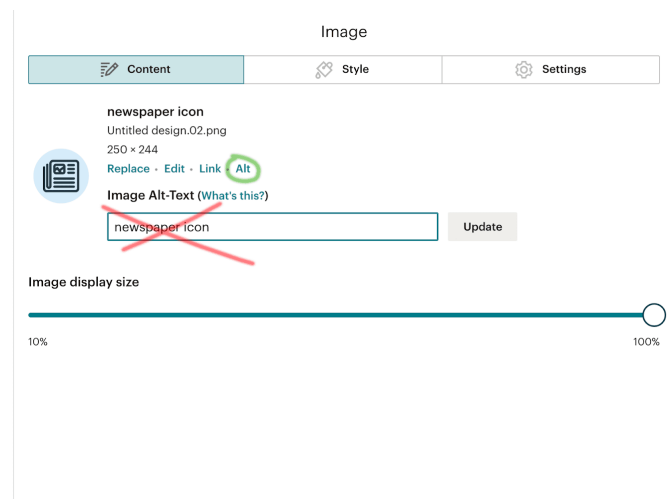 Image
Content
Style
Settings
newspaper icon
Untitled design.02.png
250 × 244
Replace · Edit · Link · Alt
Image Alt-Text (What's this?)
newspaper icon
Update
Image display size
10%
100%